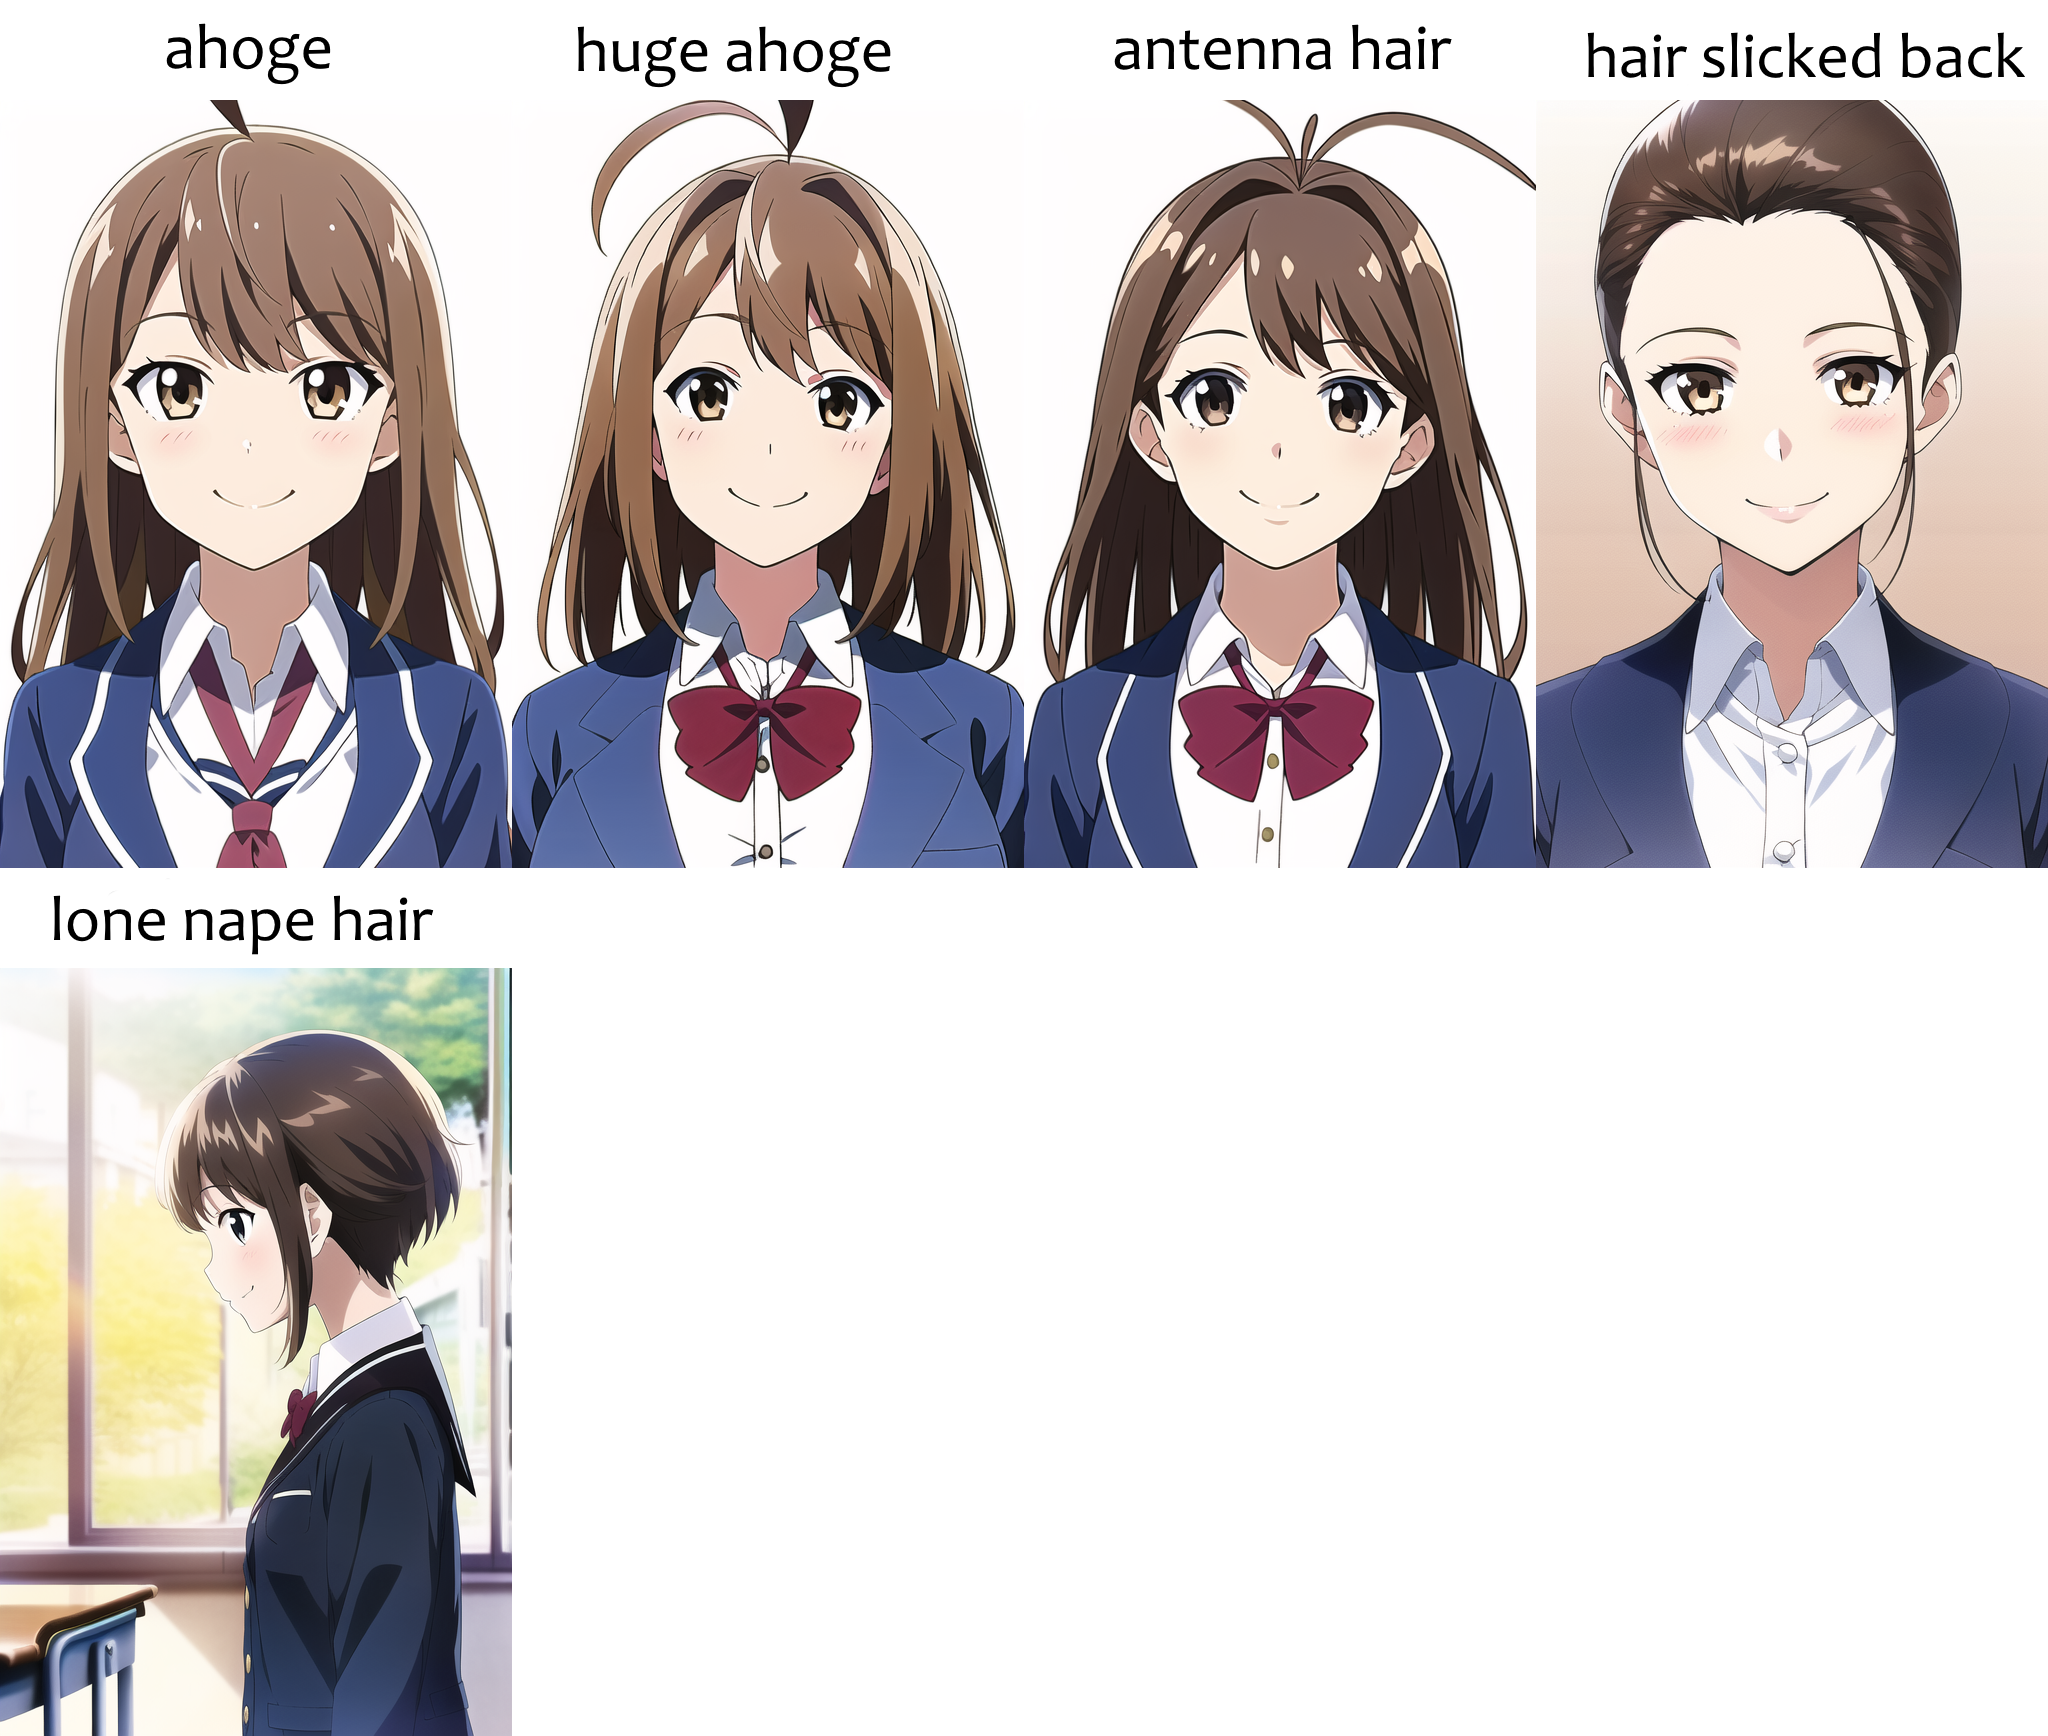 ahoge
huge ahoge
antenna hair
hair slicked back
lone nape hair